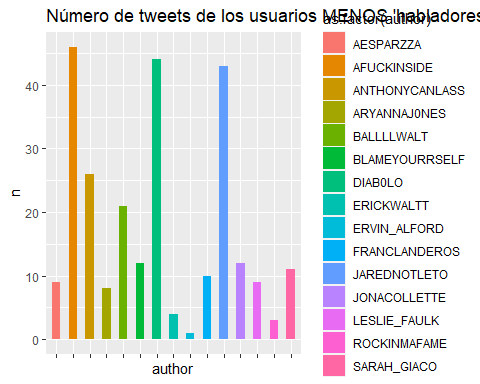 Número de tweets de los usuarios MENOS 'habladores
as.factor(author)
AESPARZZA
AFUCKINSIDE
ANTHONYCANLASS
ARYANNAJ0NES
BALLLLWALT
BLAMEYOURRSELF
DIAB0LO
ERICKWALTT
ERVIN_ALFORD
FRANCLANDEROS
JAREDNOTLETO
JONACOLLETTE
LESLIE_FAULK
ROCKINMAFAME
SARAH_GIACO
40
30
20
10
0
n
author